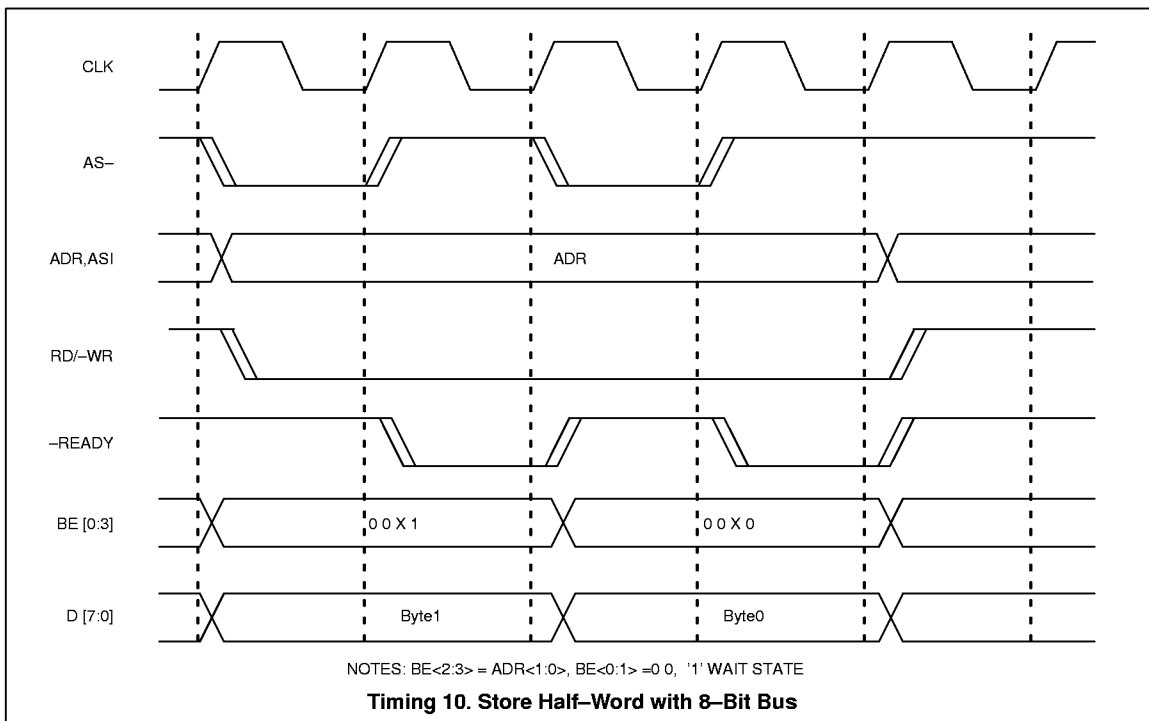 CLK
AS–
ADR,ASI
ADR
RD/–WR
–READY
BE [0:3]
0 0 X 1
0 0 X 0
D [7:0]
Byte1
Byte0
NOTES: BE<2:3> = ADR<1:0>, BE<0:1> =0 0, '1' WAIT STATE
Timing 10. Store Half–Word with 8–Bit Bus